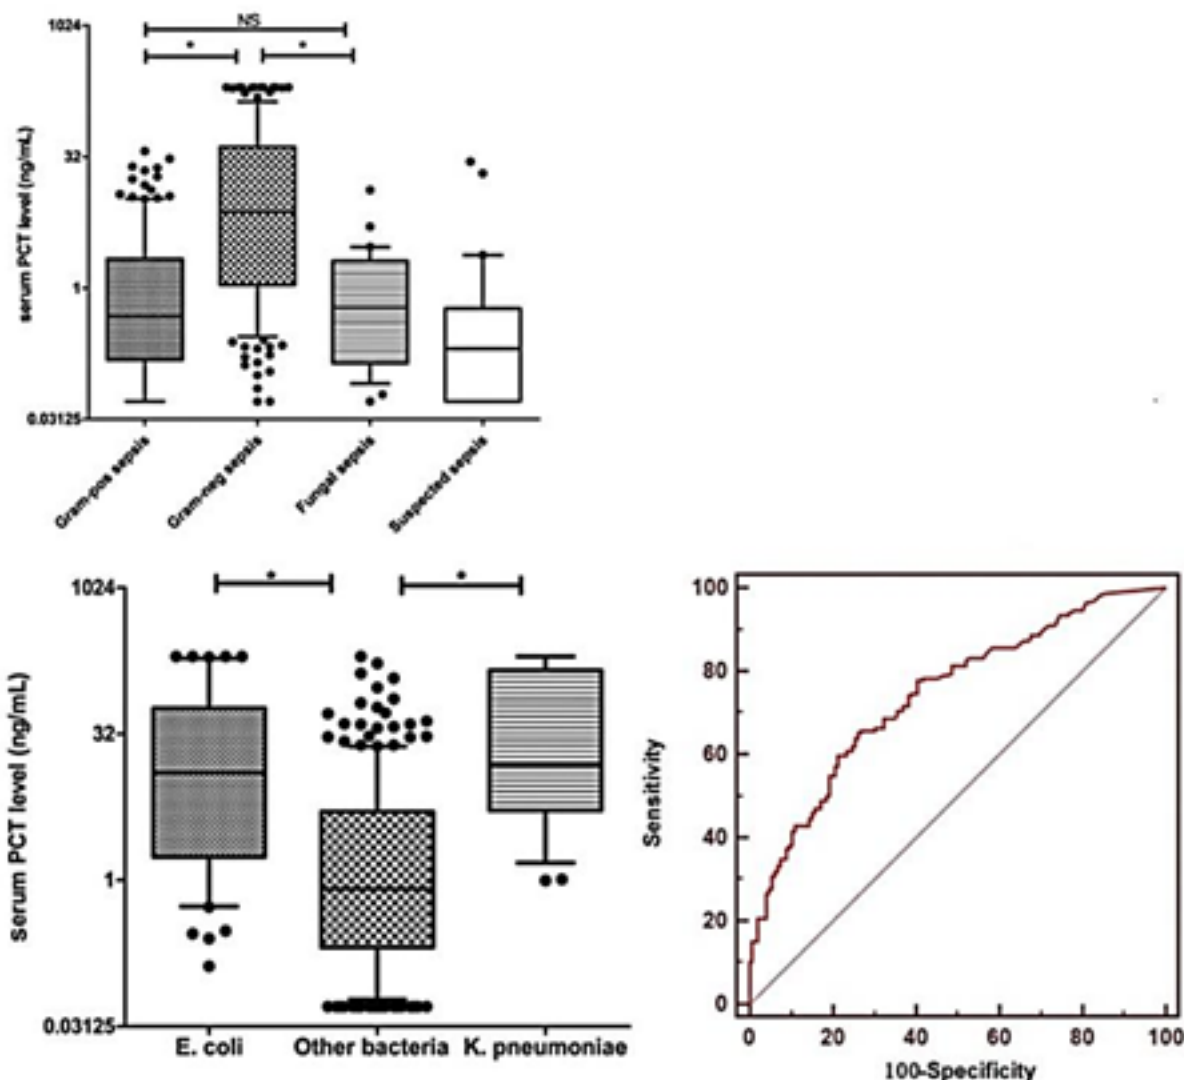 1024
NS
*
*
32
1
0.03125
serum PCT level (ng/mL)
Gram-pos sepsis
Gram-neg sepsis
Fungal sepsis
Suspected sepsis
1024
*
*
32
1
0.03125
serum PCT level (ng/mL)
E. coli Other bacteria K. pneumoniae
100
80
60
40
20
0
Sensitivity
0 20 40 60 80 100
100-Specificity